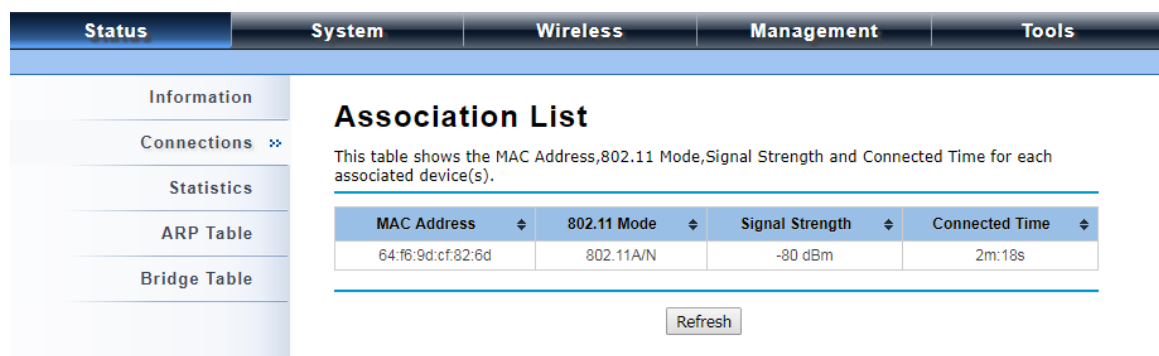 Status System Wireless Management Tools
Information
Connections »
Statistics
ARP Table
Bridge Table
Association List
This table shows the MAC Address,802.11 Mode,Signal Strength and Connected Time for each
associated device(s).
MAC Address 802.11 Mode Signal Strength Connected Time
64:f6:9d:cf:82:6d 802.11A/N -80 dBm 2m:18s
Refresh